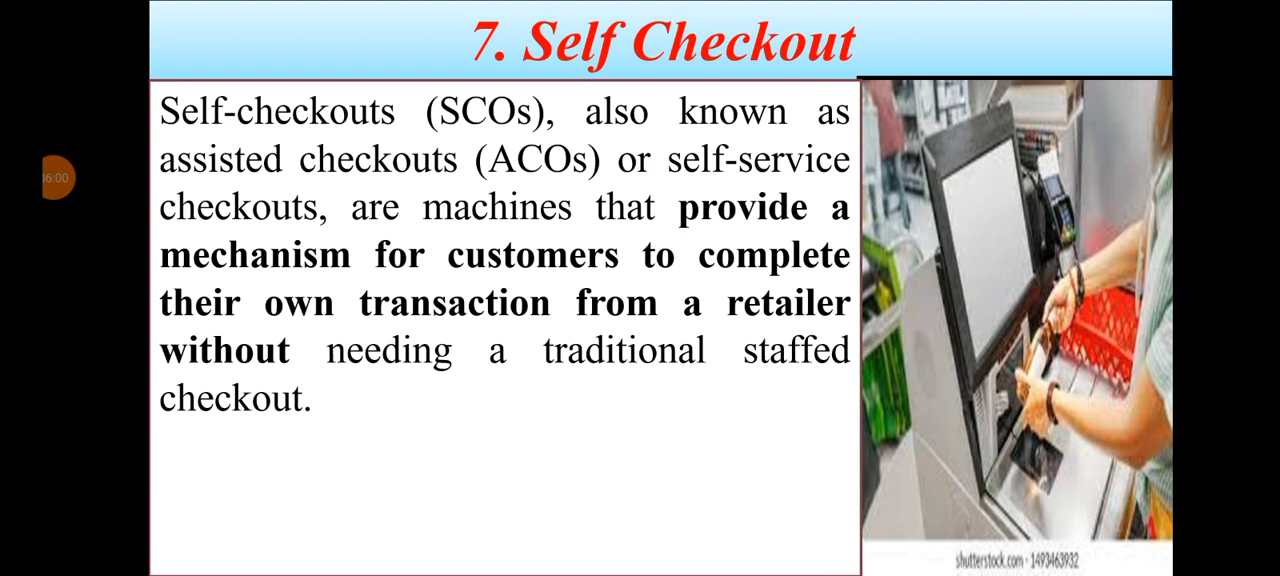 7. Self Checkout
Self-checkouts (SCOs), also known as
assisted checkouts (ACOs) or self-service
checkouts, are machines that provide a
mechanism for customers to complete
their own transaction from a retailer
without needing a traditional staffed
checkout.
06:00
shutterstock.com · 1493463932